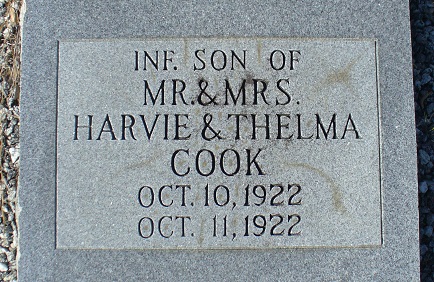 INF. SON OF
MR.&MRS.
HARVIE & THELMA
COOK
OCT. 10, 1922
OCT. 11, 1922